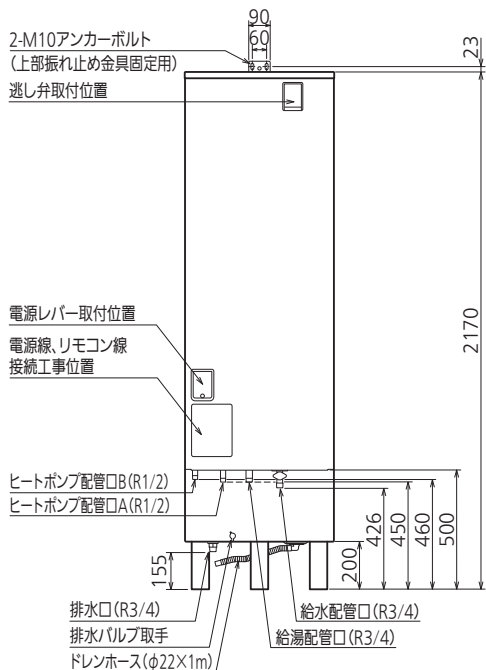 90
60
23
2-M10アンカーボルト
(上部振れ止め金具固定用)
逃し弁取付位置
2170
電源レバー取付位置
電源線、リモコン線
接続工事位置
ヒートポンプ配管口B(R1/2)
ヒートポンプ配管口A(R1/2)
155
200
426
450
460
500
排水口(R3/4)
排水バルブ取手
ドレンホース(φ22×1m)
給水配管口(R3/4)
給湯配管口(R3/4)